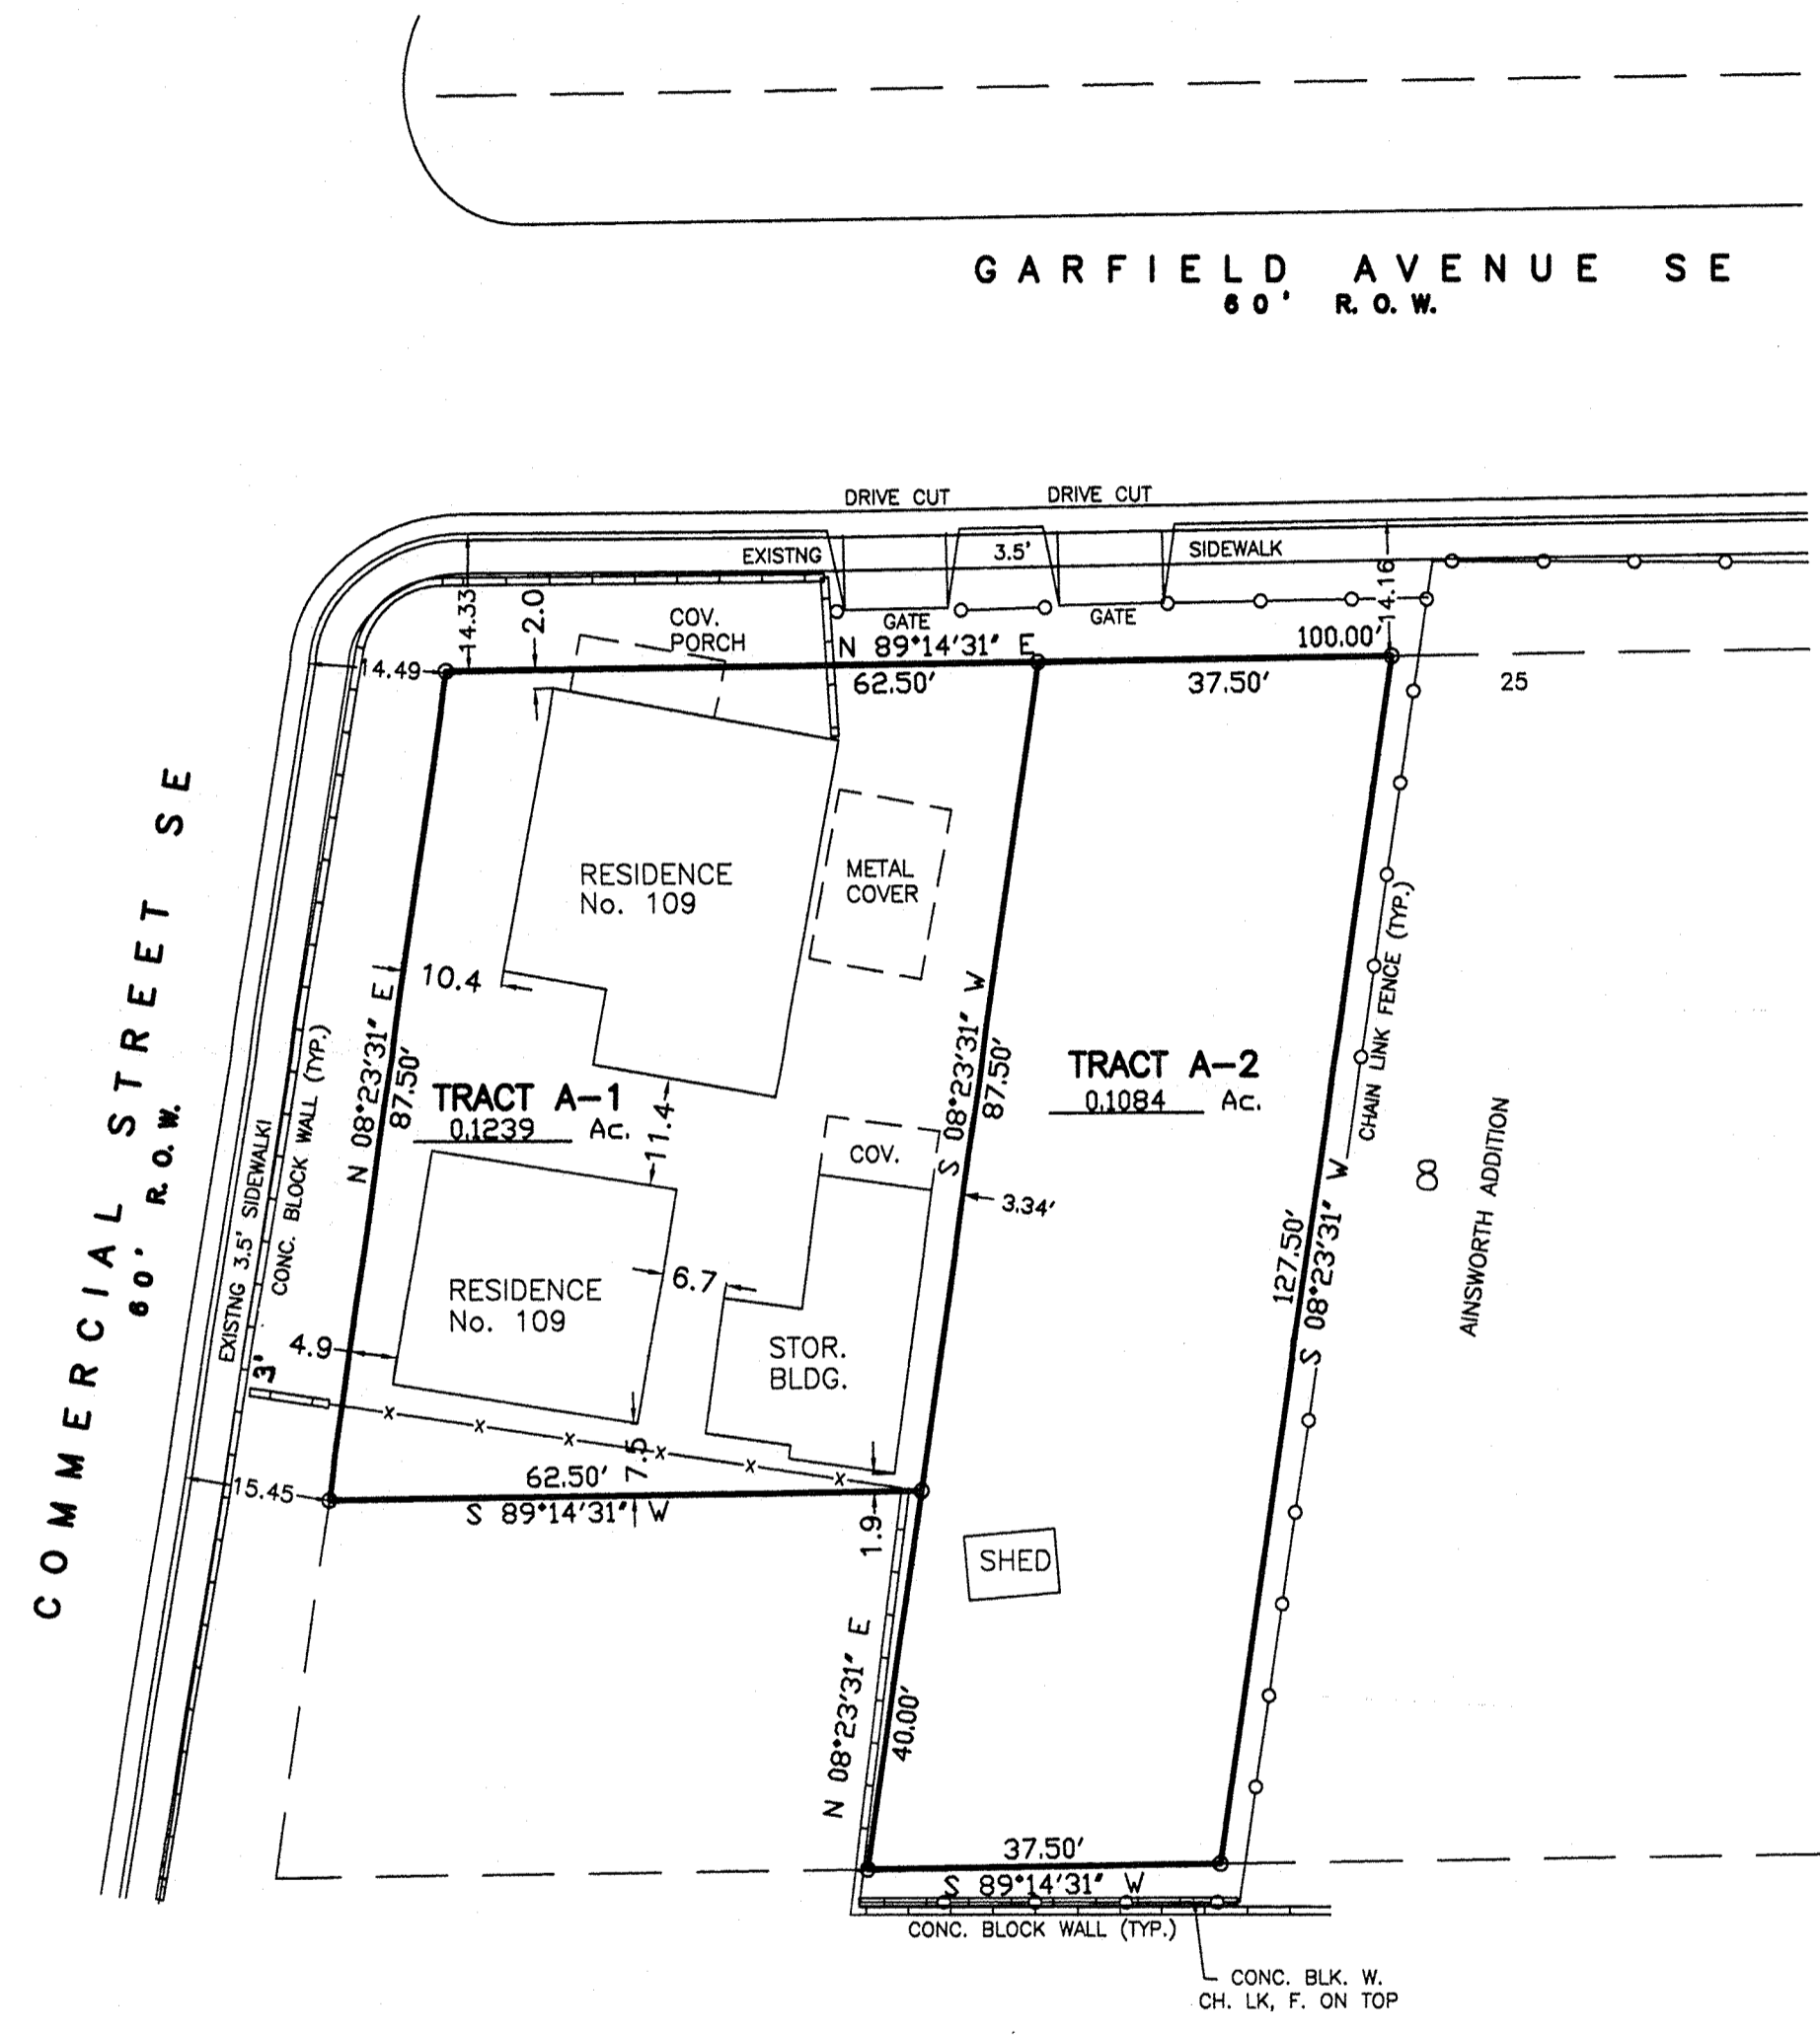 GARFIELD AVENUE SE
60' R.O.W.
DRIVE CUT
DRIVE CUT
EXISTNG
3.5'
SIDEWALK
14.33
2.0
COV.
PORCH
GATE
GATE
14.16
N 89°14'31" E
100.00'
14.49
62.50'
37.50'
25
RESIDENCE
No. 109
METAL
COVER
10.4
N 08°23'31" E
87.50'
TRACT A-1
0.1239 Ac.
11.4
S 08°23'31" W
87.50'
TRACT A-2
0.1084 Ac.
CHAIN LINK FENCE (TYP.)
COV.
3.34'
8
AINSWORTH ADDITION
127.50'
S 08°23'31" W
COMMERCIAL STREET SE
60' R.O.W.
EXISTNG 3.5' SIDEWALKI
CONC. BLOCK WALL (TYP.)
RESIDENCE
No. 109
6.7
4.9
3'
STOR.
BLDG.
7.5
62.50'
S 89°14'31" W
15.45
1.9
SHED
N 08°23'31" E
40.00'
37.50'
S 89°14'31" W
CONC. BLOCK WALL (TYP.)
CONC. BLK. W.
CH. LK, F. ON TOP